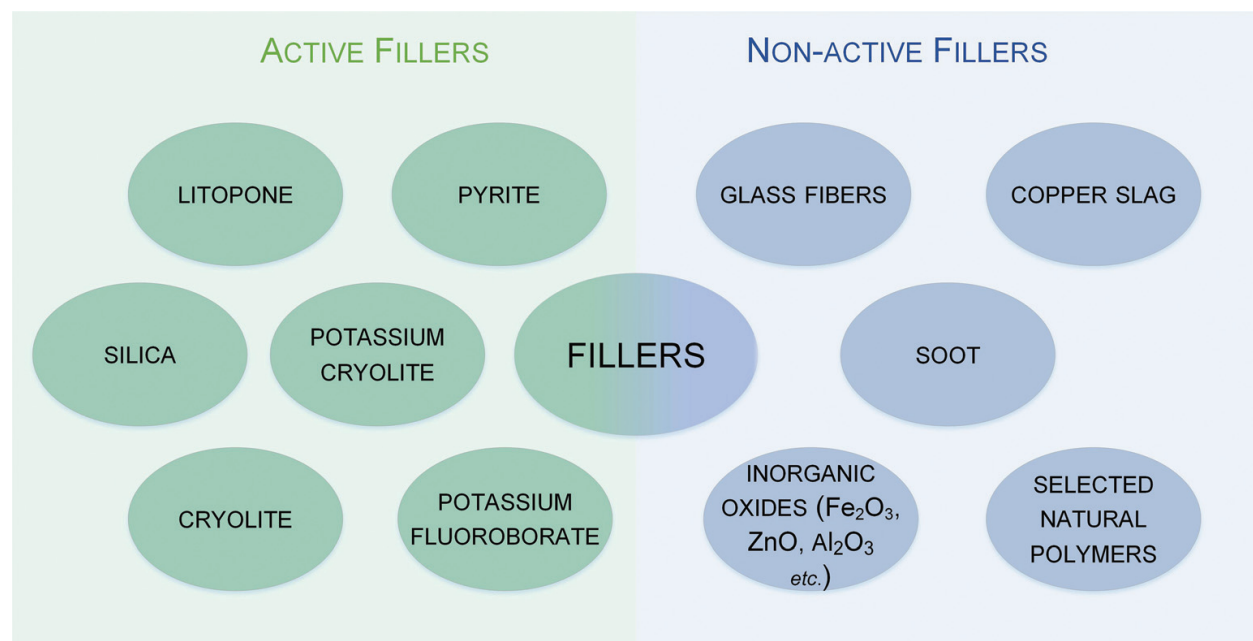 ACTIVE FILLERS
NON-ACTIVE FILLERS
LITOPONE
PYRITE
GLASS FIBERS
COPPER SLAG
SILICA
POTASSIUM
CRYOLITE
FILLERS
SOOT
CRYOLITE
POTASSIUM
FLUOROBORATE
INORGANIC
OXIDES (Fe₂O₃,
ZnO, Al₂O₃
etc.)
SELECTED
NATURAL
POLYMERS